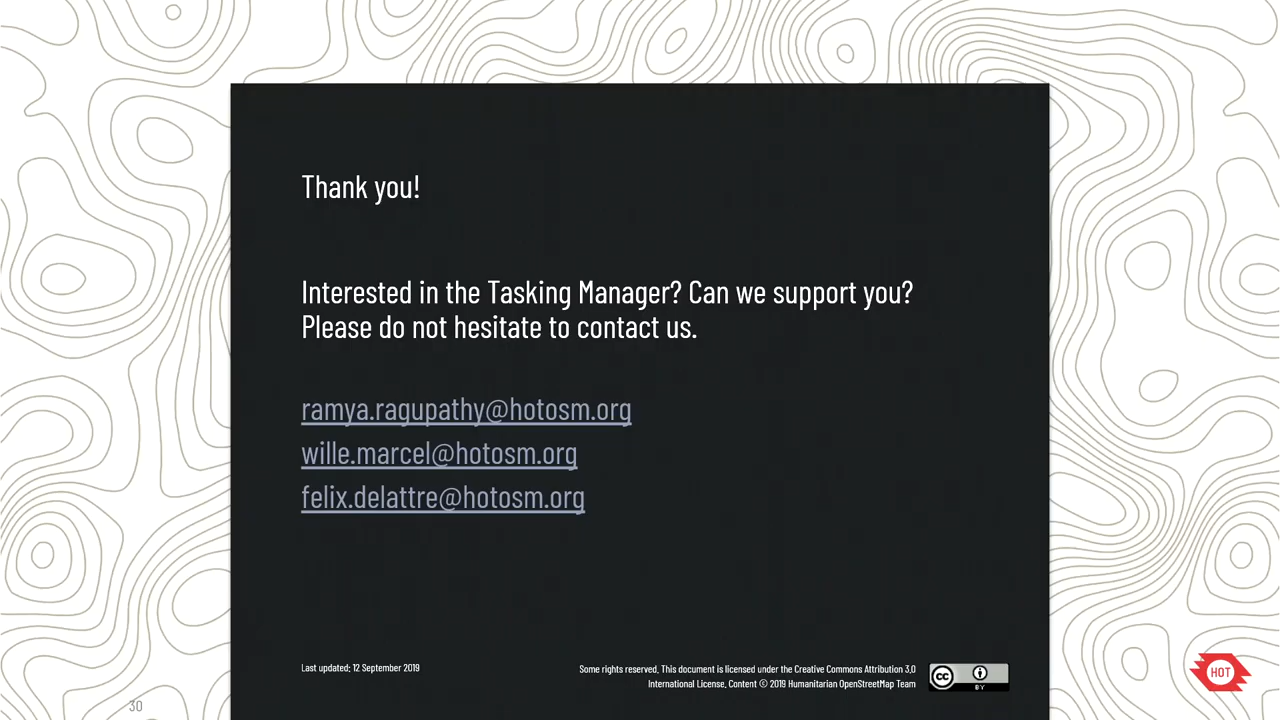 Thank you!
Interested in the Tasking Manager? Can we support you?
Please do not hesitate to contact us.
ramya.ragupathy@hotosm.org
wille.marcel@hotosm.org
felix.delattre@hotosm.org
Last updated: 12 September 2019
Some rights reserved. This document is licensed under the Creative Commons Attribution 3.0
International License. Content © 2019 Humanitarian OpenStreetMap Team
cc
BY
HOT
30